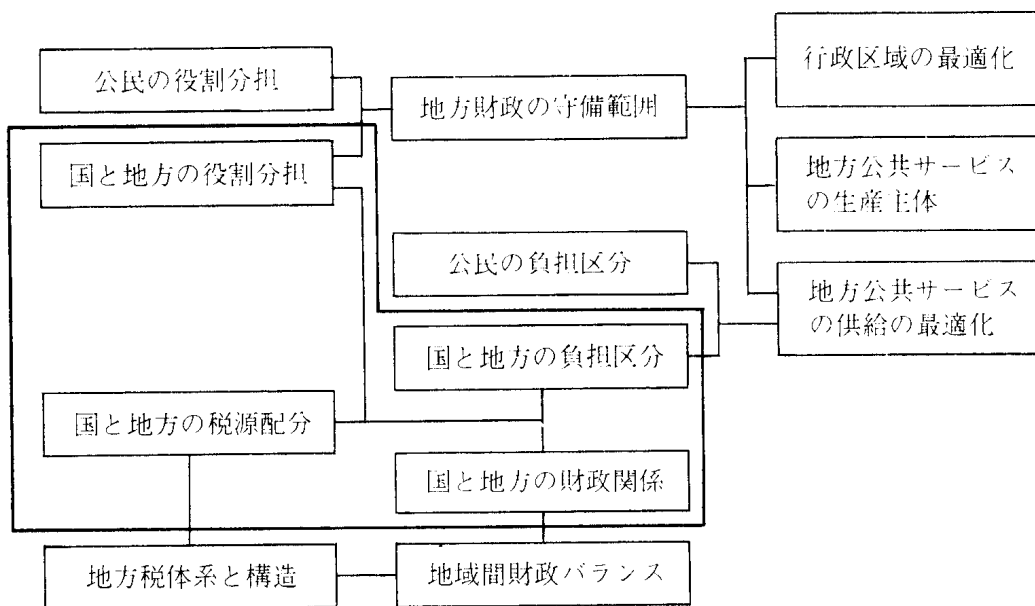 公民の役割分担
国と地方の役割分担
地方財政の守備範囲
行政区域の最適化
地方公共サービス
の生産主体
地方公共サービス
の供給の最適化
公民の負担区分
国と地方の負担区分
国と地方の税源配分
国と地方の財政関係
地方税体系と構造
地域間財政バランス